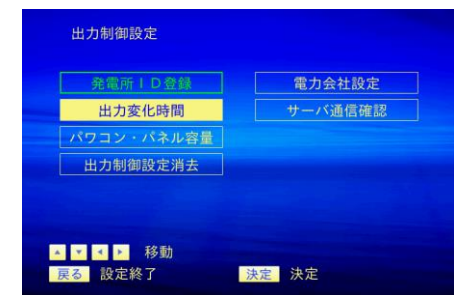 出力制御設定
発電所ＩＤ登録
電力会社設定
出力変化時間
サーバ通信確認
パワコン・パネル容量
出力制御設定消去
▲ ▼ ◀ ▶ 移動
戻る 設定終了 決定 決定